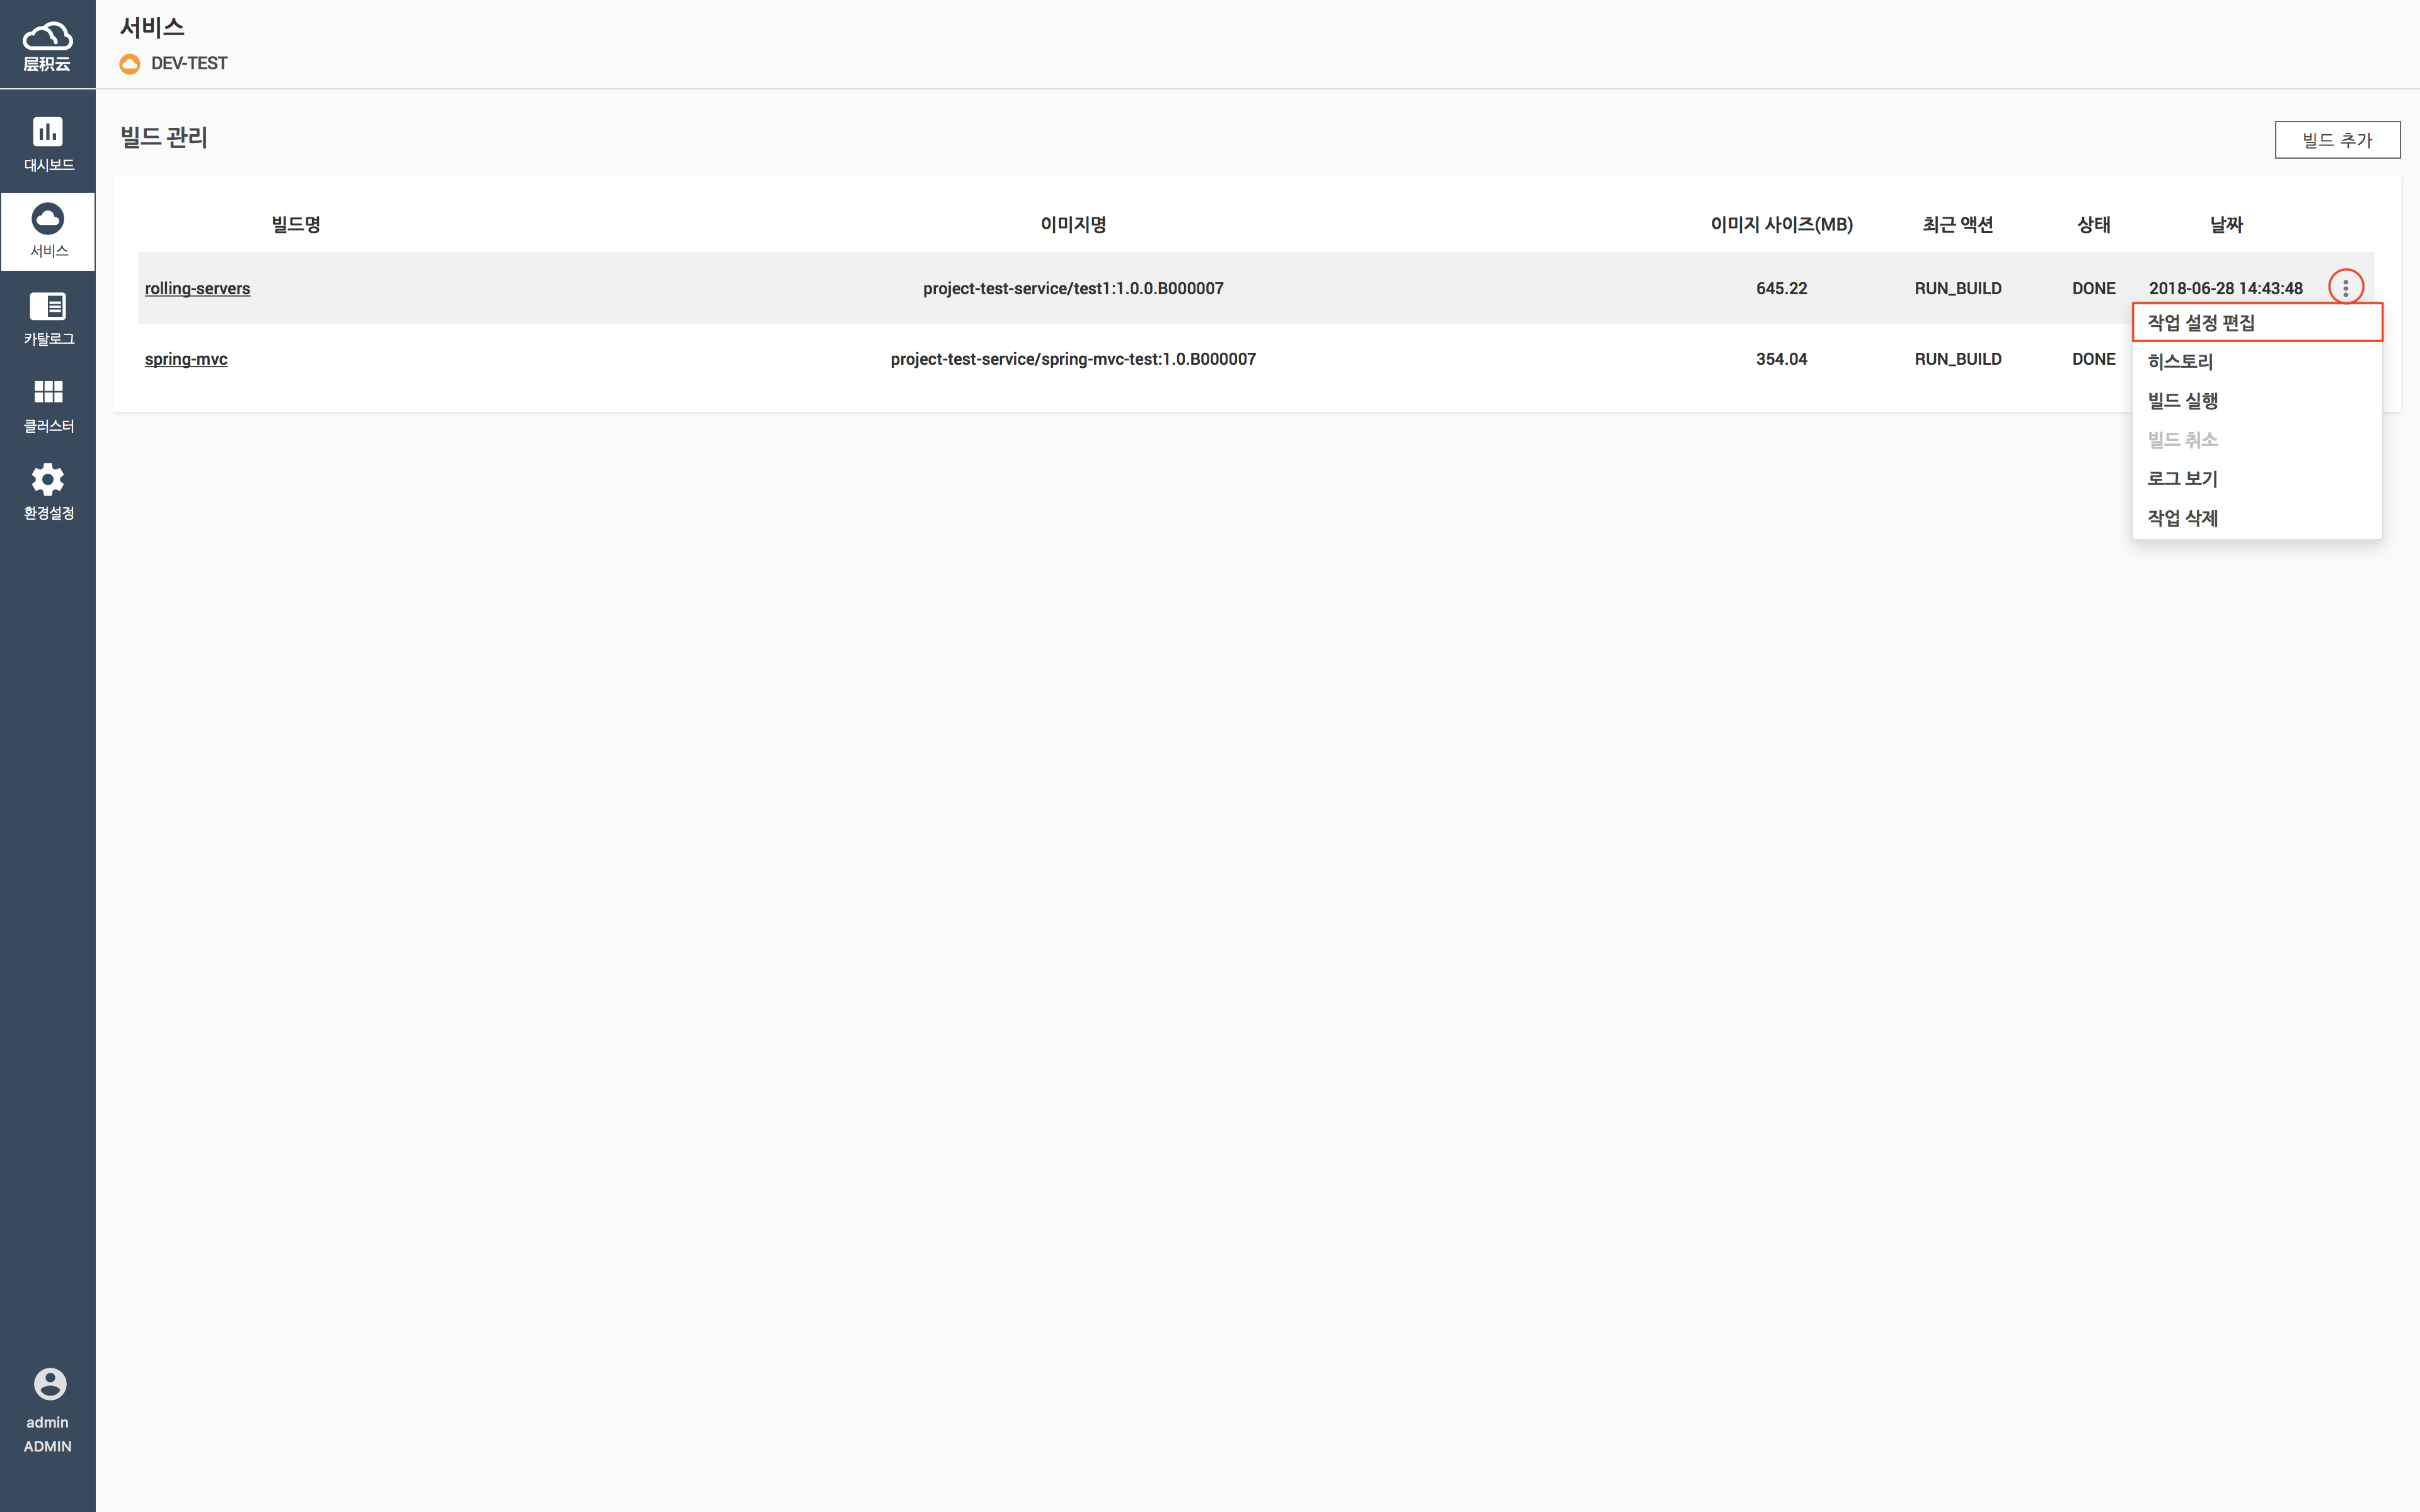 层积云
서비스
DEV-TEST
대시보드
서비스
카탈로그
클러스터
환경설정
admin
ADMIN
빌드 관리
빌드 추가
빌드명 이미지명 이미지 사이즈(MB) 최근 액션 상태 날짜
rolling-servers project-test-service/test1:1.0.0.B000007 645.22 RUN_BUILD DONE 2018-06-28 14:43:48
spring-mvc project-test-service/spring-mvc-test:1.0.B000007 354.04 RUN_BUILD DONE
작업 설정 편집
히스토리
빌드 실행
빌드 취소
로그 보기
작업 삭제